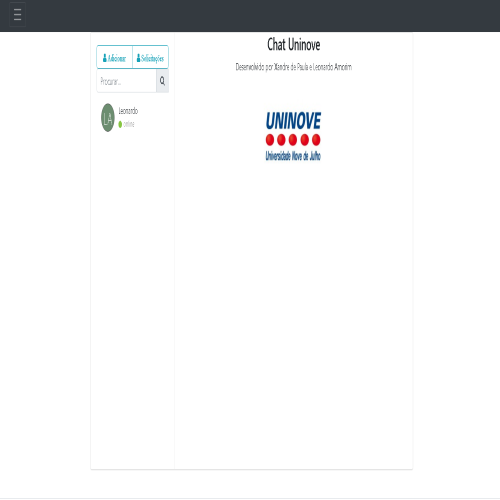 Chat Uninove
Desenvolvido por Xandre de Paula e Leonardo Amorim
Adicionar
Solicitações
Procurar...
LA
Leonardo
online
UNINOVE
Universidade Nove de Julho